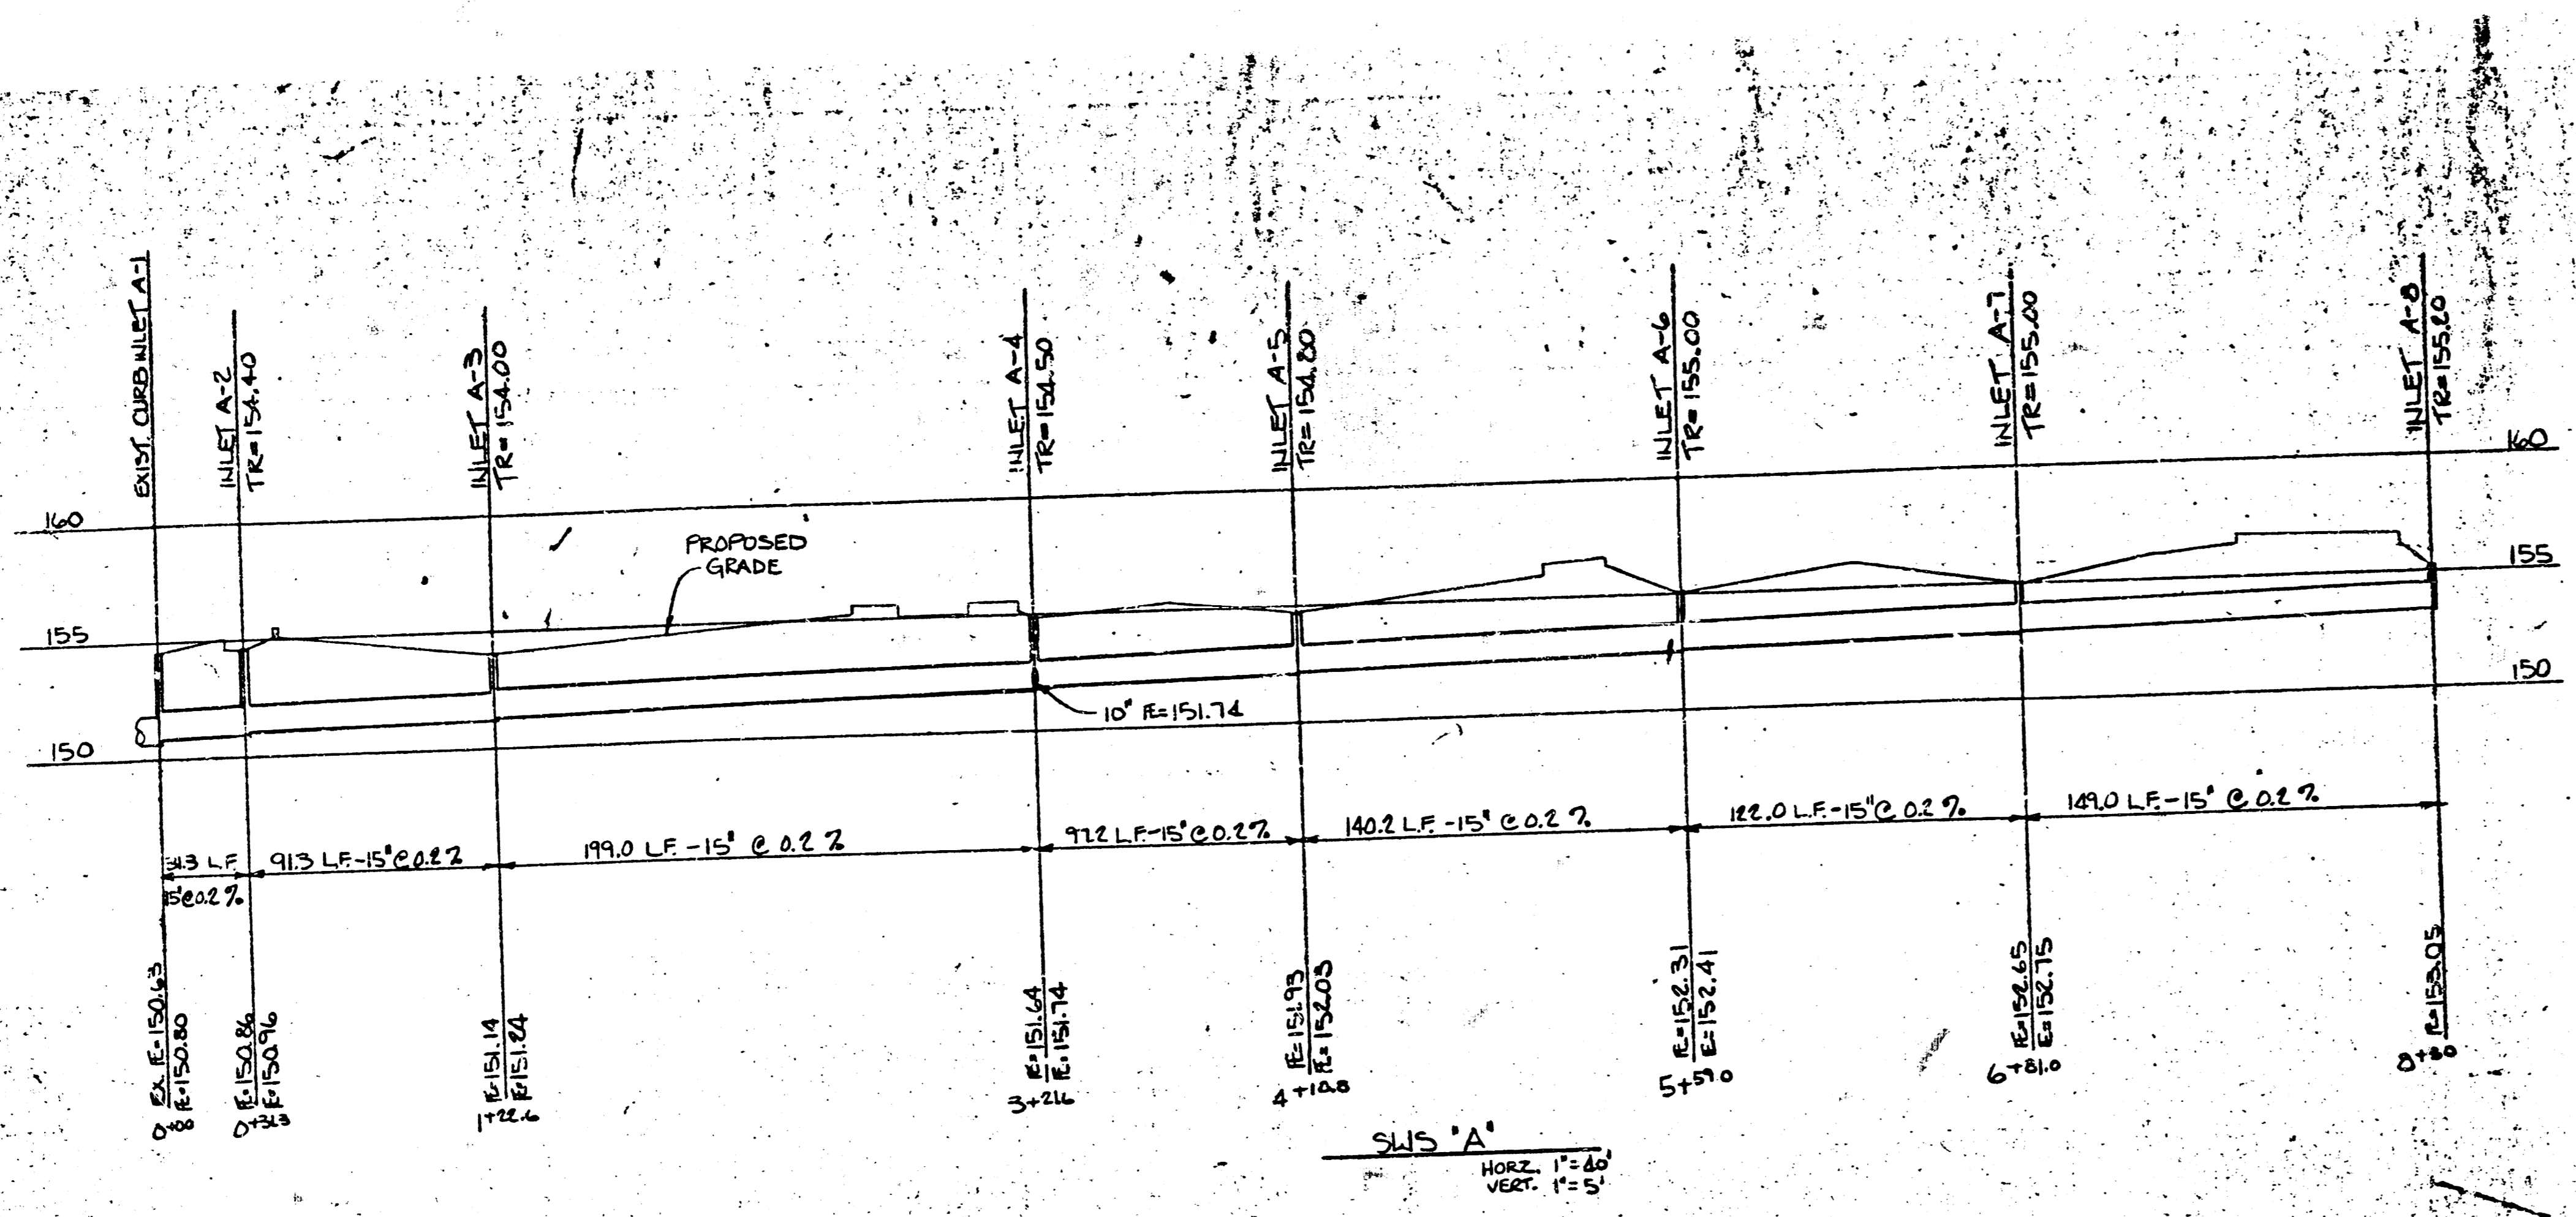 EXIST. CURB INLET A-1
INLET A-2
TR=154.40
INLET A-3
TR=154.00
INLET A-4
TR=154.50
INLET A-5
TR=154.80
INLET A-6
TR=155.00
INLET A-7
TR=155.00
INLET A-8
TR=155.20
160
160
PROPOSED
GRADE
155
155
150
150
10" IE=151.74
34.3 L.F.
15"@0.2%
91.3 L.F.-15"@0.2%
199.0 L.F.-15" @ 0.2%
97.2 L.F.-15"@0.2%
140.2 L.F.-15" @ 0.2%
122.0 L.F.-15"@ 0.2%
149.0 L.F.-15" @ 0.2%
EX. IE=150.63
IE=150.80
0+00
IE=150.86
IE=150.96
IE=151.14
IE=151.24
1+22.6
IE=151.64
IE=151.74
3+21.6
IE=151.93
IE=152.03
4+18.8
IE=152.31
IE=152.41
5+59.0
IE=152.65
IE=152.75
6+81.0
IE=153.05
8+30
SWS "A"
HORZ. 1"=40'
VERT. 1"=5'